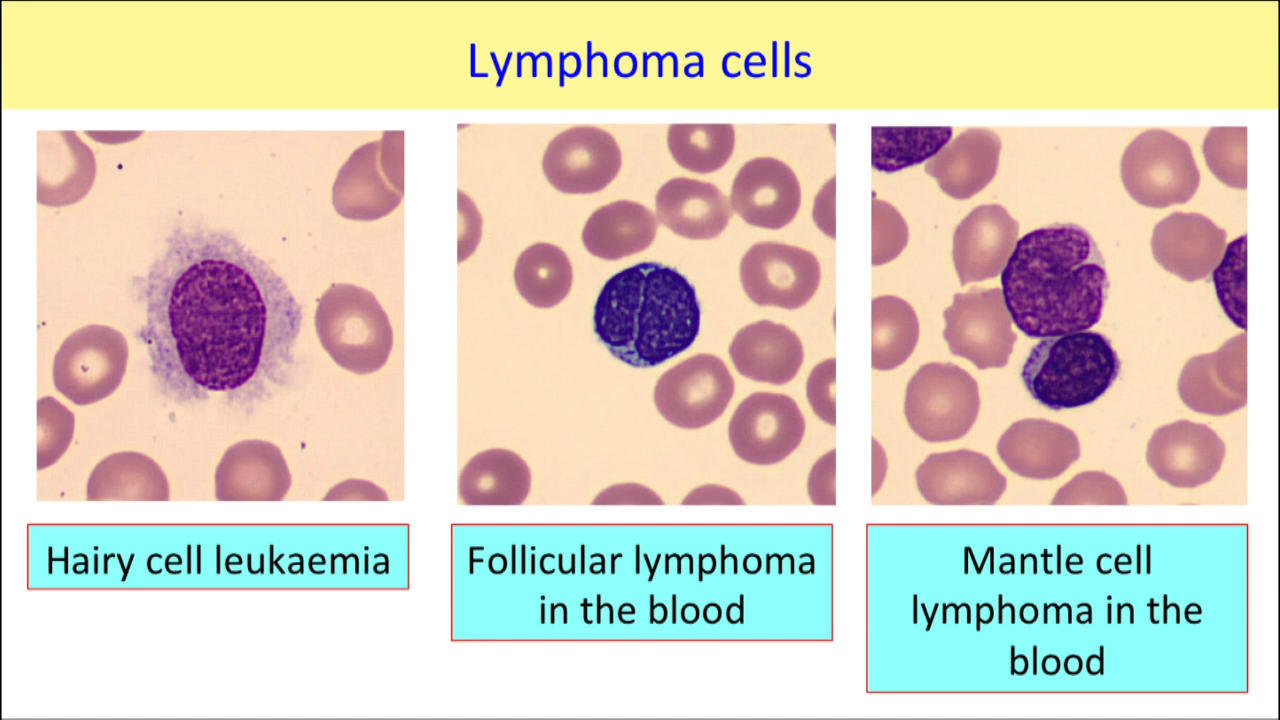 Lymphoma cells
Hairy cell leukaemia
Follicular lymphoma
in the blood
Mantle cell
lymphoma in the
blood